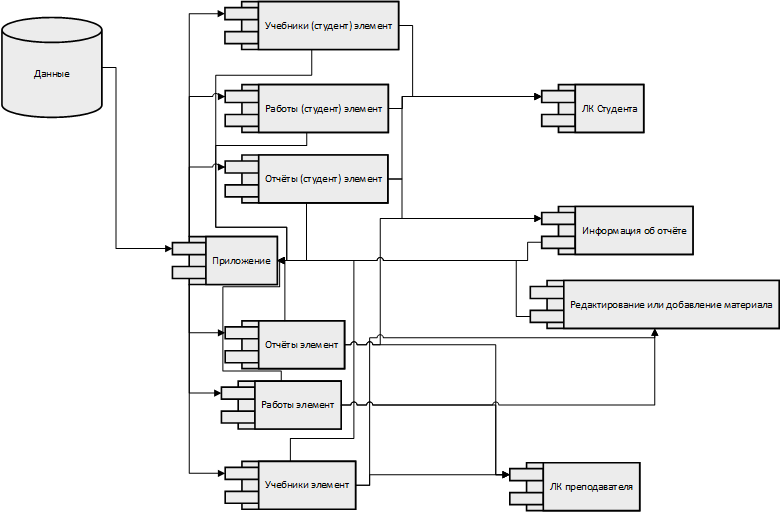 Учебники (студент) элемент
Данные
Работы (студент) элемент
ЛК Студента
Отчёты (студент) элемент
Информация об отчёте
Приложение
Редактирование или добавление материала
Отчёты элемент
Работы элемент
Учебники элемент
ЛК преподавателя